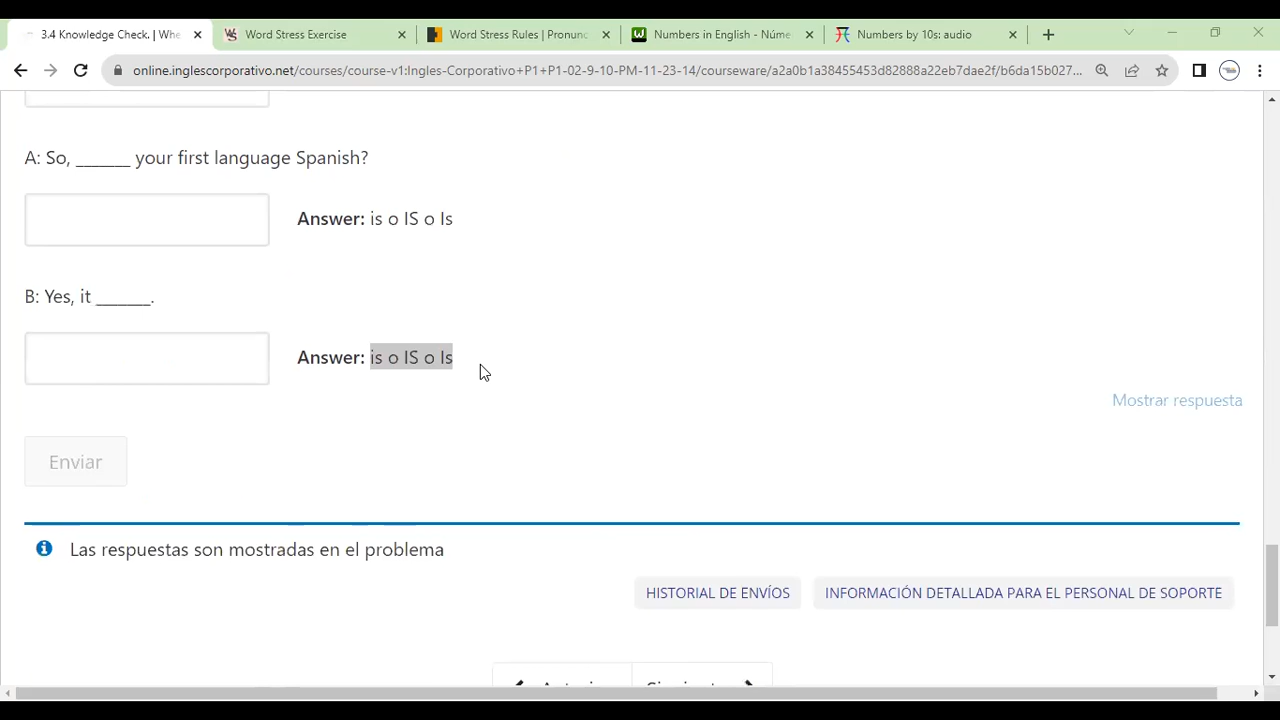 3.4 Knowledge Check. | Whe
Word Stress Exercise
Word Stress Rules | Pronunc
Numbers in English - Núme
Numbers by 10s: audio
online.inglescorporativo.net/courses/course-v1:Ingles-Corporativo+P1+P1-02-9-10-PM-11-23-14/courseware/a2a0b1a38455453d82888a22eb7dae2f/b6da15b027...
A: So, ______ your first language Spanish?
Answer: is o IS o Is
B: Yes, it ______.
Answer: is o IS o Is
Mostrar respuesta
Enviar
Las respuestas son mostradas en el problema
HISTORIAL DE ENVÍOS
INFORMACIÓN DETALLADA PARA EL PERSONAL DE SOPORTE